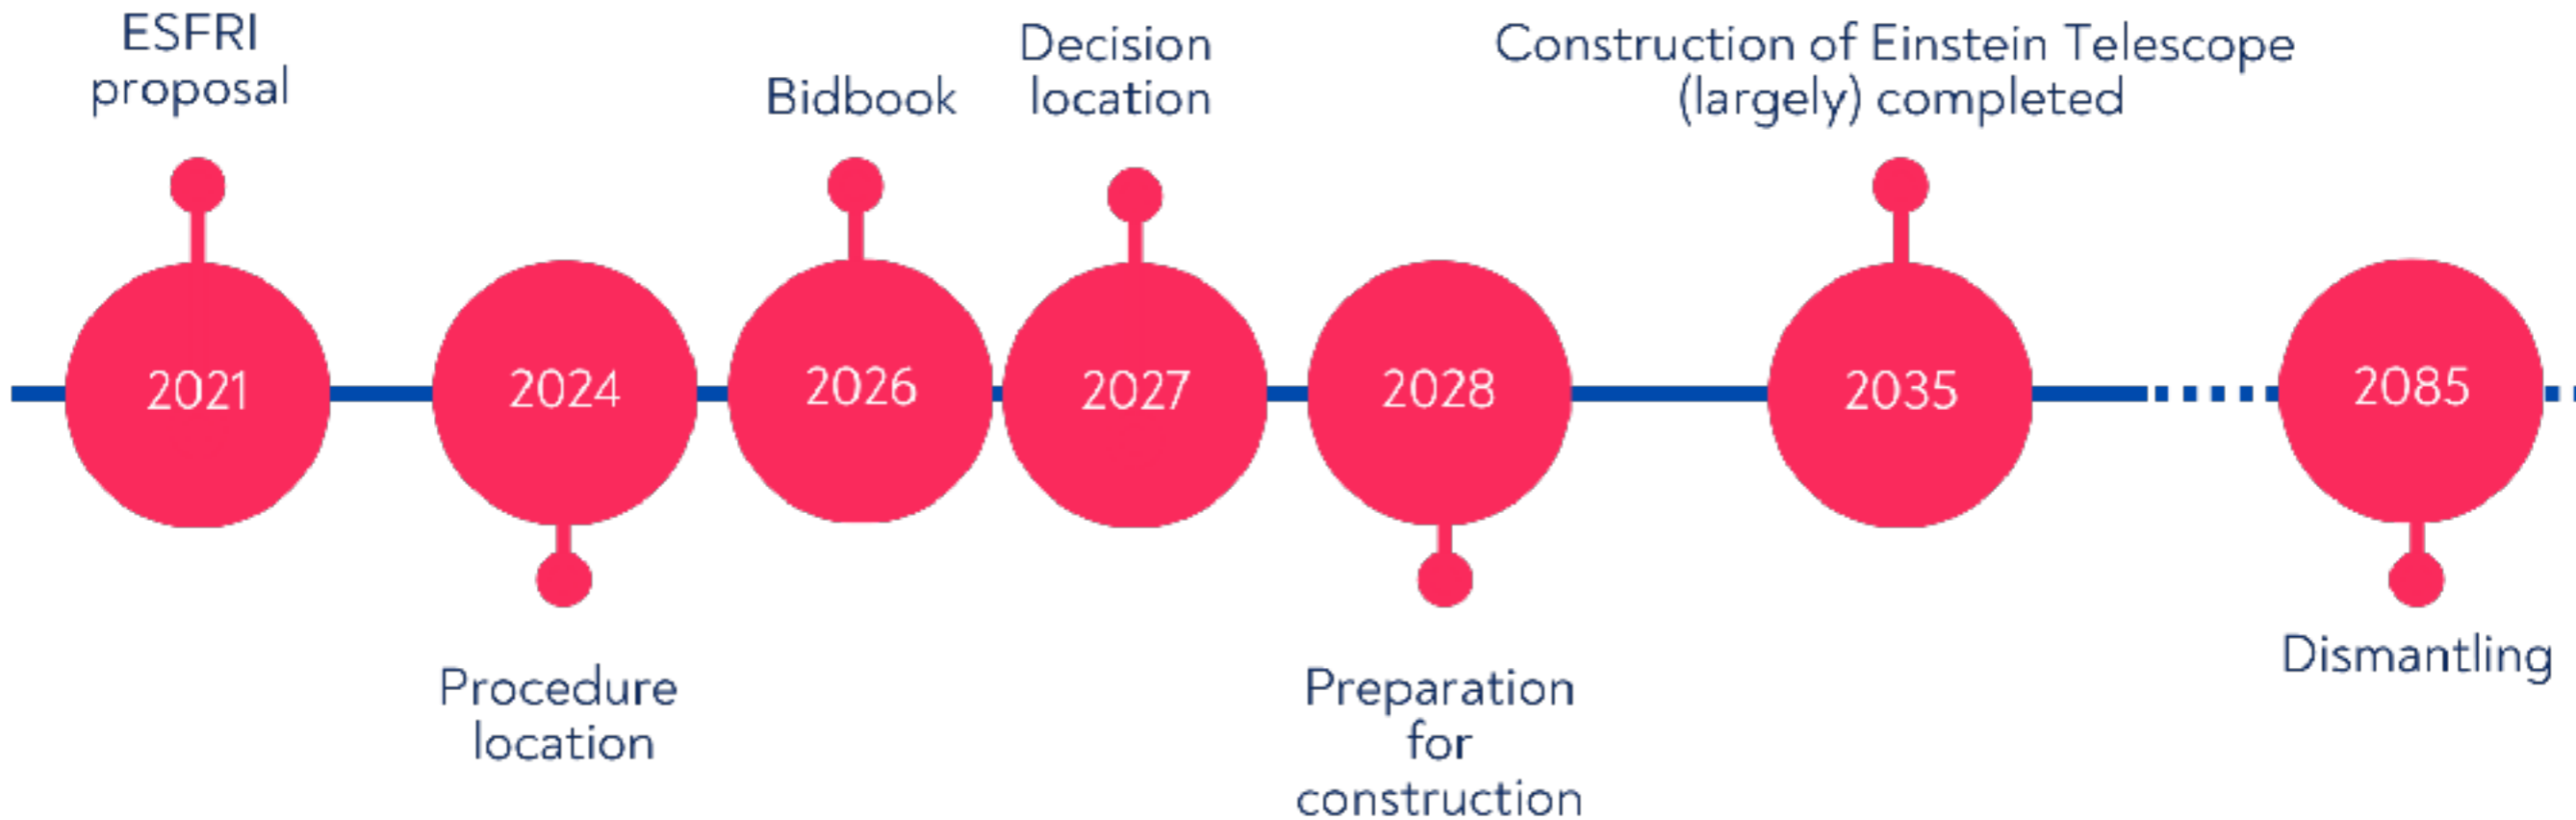 ESFRI
proposal
Bidbook
Decision
location
Construction of Einstein Telescope
(largely) completed
2021
2024
2026
2027
2028
2035
2085
Procedure
location
Preparation
for
construction
Dismantling